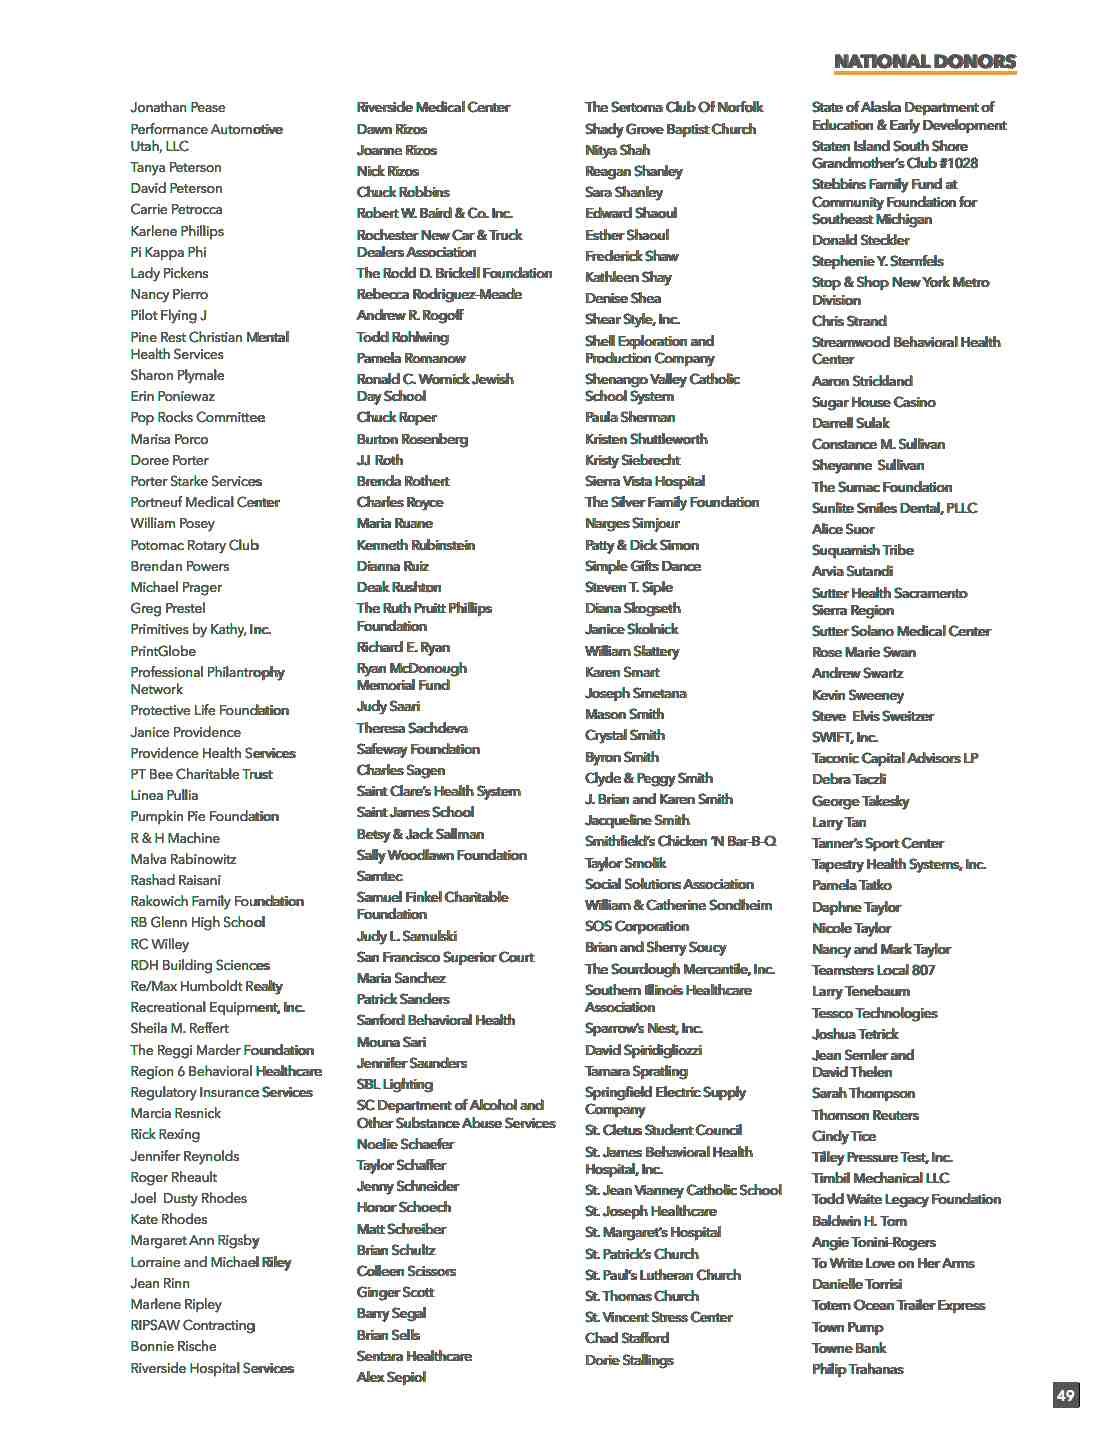 NATIONAL DONORS
Jonathan Pease
Performance Automotive
Utah, LLC
Tanya Peterson
David Peterson
Carrie Petrocca
Karlene Phillips
Pi Kappa Phi
Lady Pickens
Nancy Pierro
Pilot Flying J
Pine Rest Christian Mental
Health Services
Sharon Plymale
Erin Poniewaz
Pop Rocks Committee
Marisa Porco
Doree Porter
Porter Starke Services
Portneuf Medical Center
William Posey
Potomac Rotary Club
Brendan Powers
Michael Prager
Greg Prestel
Primitives by Kathy, Inc.
PrintGlobe
Professional Philantrophy
Network
Protective Life Foundation
Janice Providence
Providence Health Services
PT Bee Charitable Trust
Linea Pullia
Pumpkin Pie Foundation
R & H Machine
Malva Rabinowitz
Rashad Raisani
Rakowich Family Foundation
RB Glenn High School
RC Willey
RDH Building Sciences
Re/Max Humboldt Realty
Recreational Equipment, Inc.
Sheila M. Reffert
The Reggi Marder Foundation
Region 6 Behavioral Healthcare
Regulatory Insurance Services
Marcia Resnick
Rick Rexing
Jennifer Reynolds
Roger Rheault
Joel Dusty Rhodes
Kate Rhodes
Margaret Ann Rigsby
Lorraine and Michael Riley
Jean Rinn
Marlene Ripley
RIPSAW Contracting
Bonnie Rische
Riverside Hospital Services
Riverside Medical Center
Dawn Rizos
Joanne Rizos
Nick Rizos
Chuck Robbins
Robert W. Baird & Co. Inc.
Rochester New Car & Truck
Dealers Association
The Rodd D. Brickell Foundation
Rebecca Rodriguez-Meade
Andrew R. Rogoff
Todd Rohlwing
Pamela Romanow
Ronald C. Wornick Jewish
Day School
Chuck Roper
Burton Rosenberg
JJ Roth
Brenda Rothert
Charles Royce
Maria Ruane
Kenneth Rubinstein
Dianna Ruiz
Deak Rushton
The Ruth Pruitt Phillips
Foundation
Richard E. Ryan
Ryan McDonough
Memorial Fund
Judy Saari
Theresa Sachdeva
Safeway Foundation
Charles Sagen
Saint Clare's Health System
Saint James School
Betsy & Jack Sallman
Sally Woodlawn Foundation
Samtec
Samuel Finkel Charitable
Foundation
Judy L. Samulski
San Francisco Superior Court
Maria Sanchez
Patrick Sanders
Sanford Behavioral Health
Mouna Sari
Jennifer Saunders
SBL Lighting
SC Department of Alcohol and
Other Substance Abuse Services
Noelie Schaefer
Taylor Schaffer
Jenny Schneider
Honor Schoech
Matt Schreiber
Brian Schultz
Colleen Scissors
Ginger Scott
Barry Segal
Brian Sells
Sentara Healthcare
Alex Sepiol
The Sertoma Club Of Norfolk
Shady Grove Baptist Church
Nitya Shah
Reagan Shanley
Sara Shanley
Edward Shaoul
Esther Shaoul
Frederick Shaw
Kathleen Shay
Denise Shea
Shear Style, Inc.
Shell Exploration and
Production Company
Shenango Valley Catholic
School System
Paula Sherman
Kristen Shuttleworth
Kristy Siebrecht
Sierra Vista Hospital
The Silver Family Foundation
Narges Simjour
Patty & Dick Simon
Simple Gifts Dance
Steven T. Siple
Diana Skogseth
Janice Skolnick
William Slattery
Karen Smart
Joseph Smetana
Mason Smith
Crystal Smith
Byron Smith
Clyde & Peggy Smith
J. Brian and Karen Smith
Jacqueline Smith
Smithfield's Chicken 'N Bar-B-Q
Taylor Smolik
Social Solutions Association
William & Catherine Sondheim
SOS Corporation
Brian and Sherry Soucy
The Sourdough Mercantile, Inc.
Southern Illinois Healthcare
Association
Sparrow's Nest, Inc.
David Spiridigliozzi
Tamara Spratling
Springfield Electric Supply
Company
St. Cletus Student Council
St. James Behavioral Health
Hospital, Inc.
St. Jean Vianney Catholic School
St. Joseph Healthcare
St. Margaret's Hospital
St. Patrick's Church
St. Paul's Lutheran Church
St. Thomas Church
St. Vincent Stress Center
Chad Stafford
Dorie Stallings
State of Alaska Department of
Education & Early Development
Staten Island South Shore
Grandmother's Club #1028
Stebbins Family Fund at
Community Foundation for
Southeast Michigan
Donald Steckler
Stephenie Y. Sternfels
Stop & Shop New York Metro
Division
Chris Strand
Streamwood Behavioral Health
Center
Aaron Strickland
Sugar House Casino
Darrell Sulak
Constance M. Sullivan
Sheyanne Sullivan
The Sumac Foundation
Sunlite Smiles Dental, PLLC
Alice Suor
Suquamish Tribe
Arvia Sutandi
Sutter Health Sacramento
Sierra Region
Sutter Solano Medical Center
Rose Marie Swan
Andrew Swartz
Kevin Sweeney
Steve Elvis Sweitzer
SWIFT, Inc.
Taconic Capital Advisors LP
Debra Taczli
George Takesky
Larry Tan
Tanner's Sport Center
Tapestry Health Systems, Inc.
Pamela Tatko
Daphne Taylor
Nicole Taylor
Nancy and Mark Taylor
Teamsters Local 807
Larry Tenebaum
Tessco Technologies
Joshua Tetrick
Jean Semler and
David Thelen
Sarah Thompson
Thomson Reuters
Cindy Tice
Tilley Pressure Test, Inc.
Timbil Mechanical LLC
Todd Waite Legacy Foundation
Baldwin H. Tom
Angie Tonini-Rogers
To Write Love on Her Arms
Danielle Torrisi
Totem Ocean Trailer Express
Town Pump
Towne Bank
Philip Trahanas
49